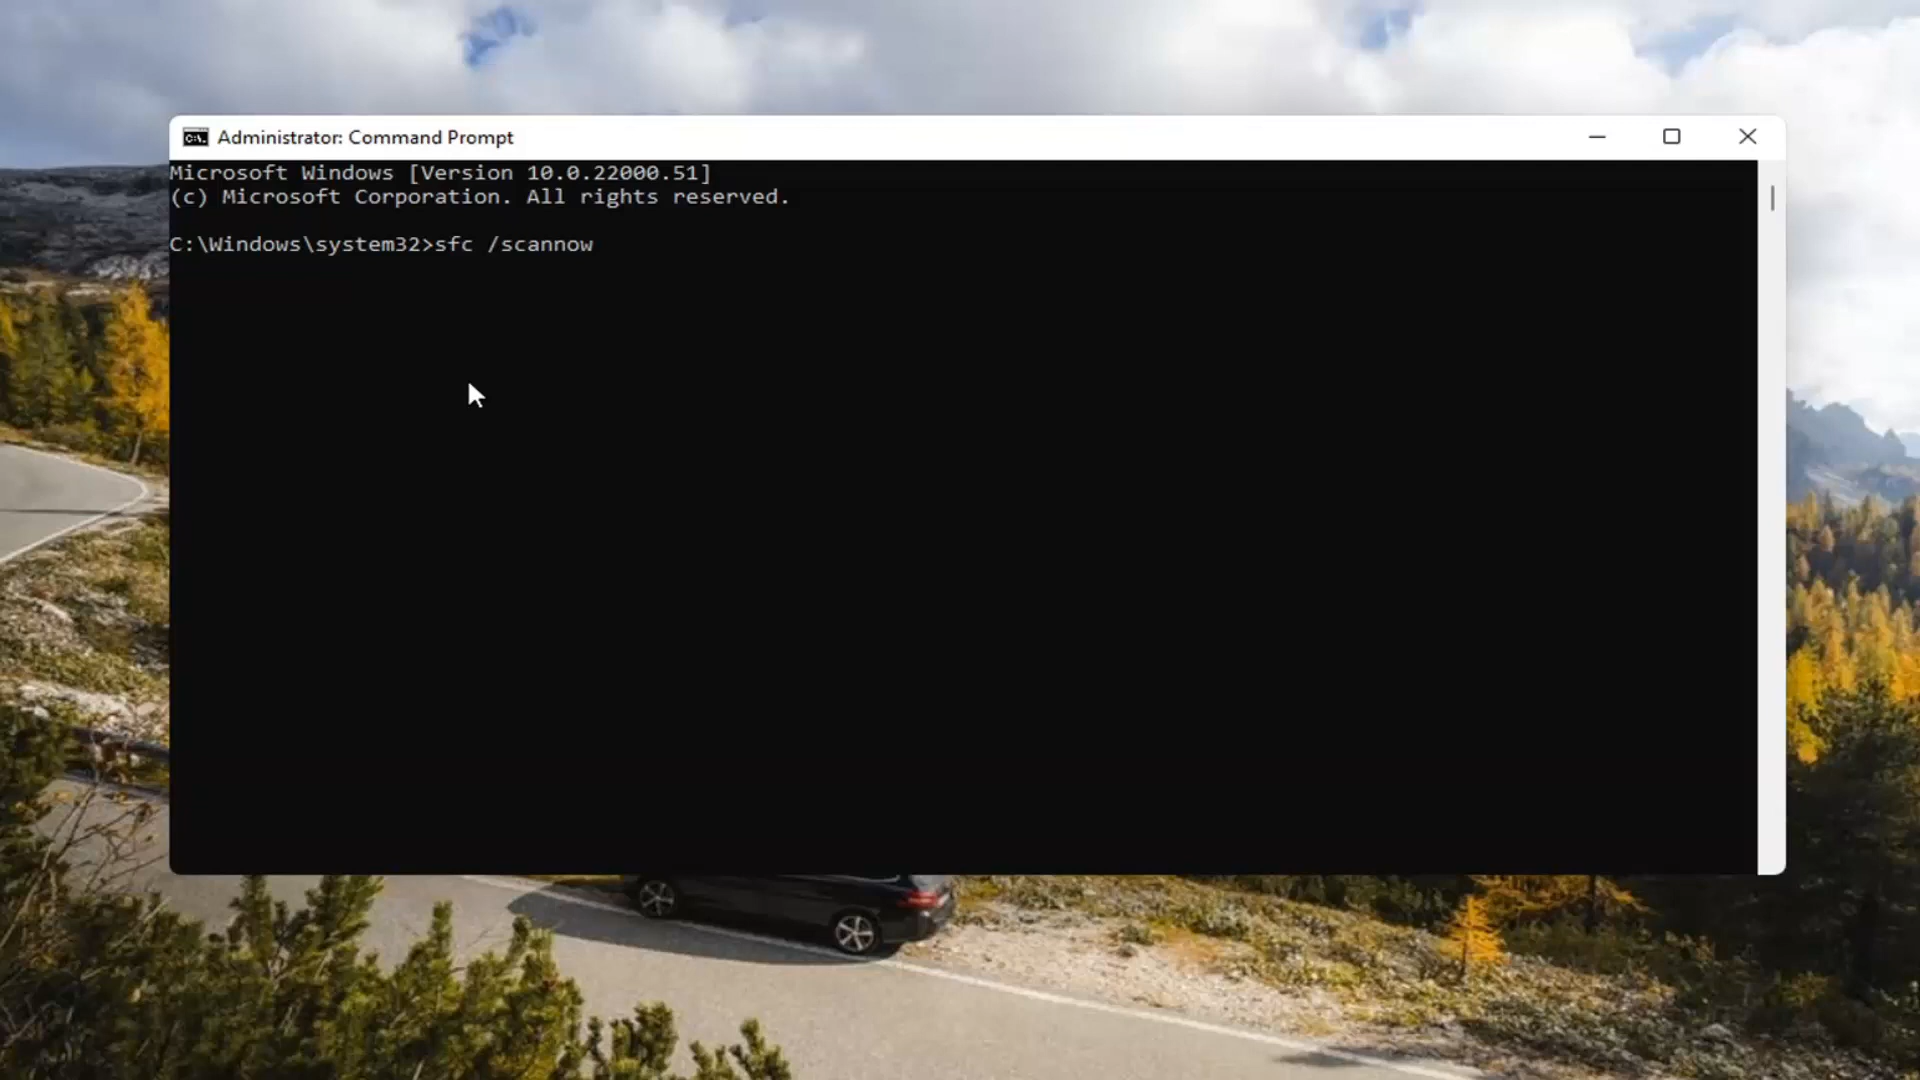 Administrator: Command Prompt
Microsoft Windows [Version 10.0.22000.51]
(c) Microsoft Corporation. All rights reserved.
C:\Windows\system32>sfc /scannow